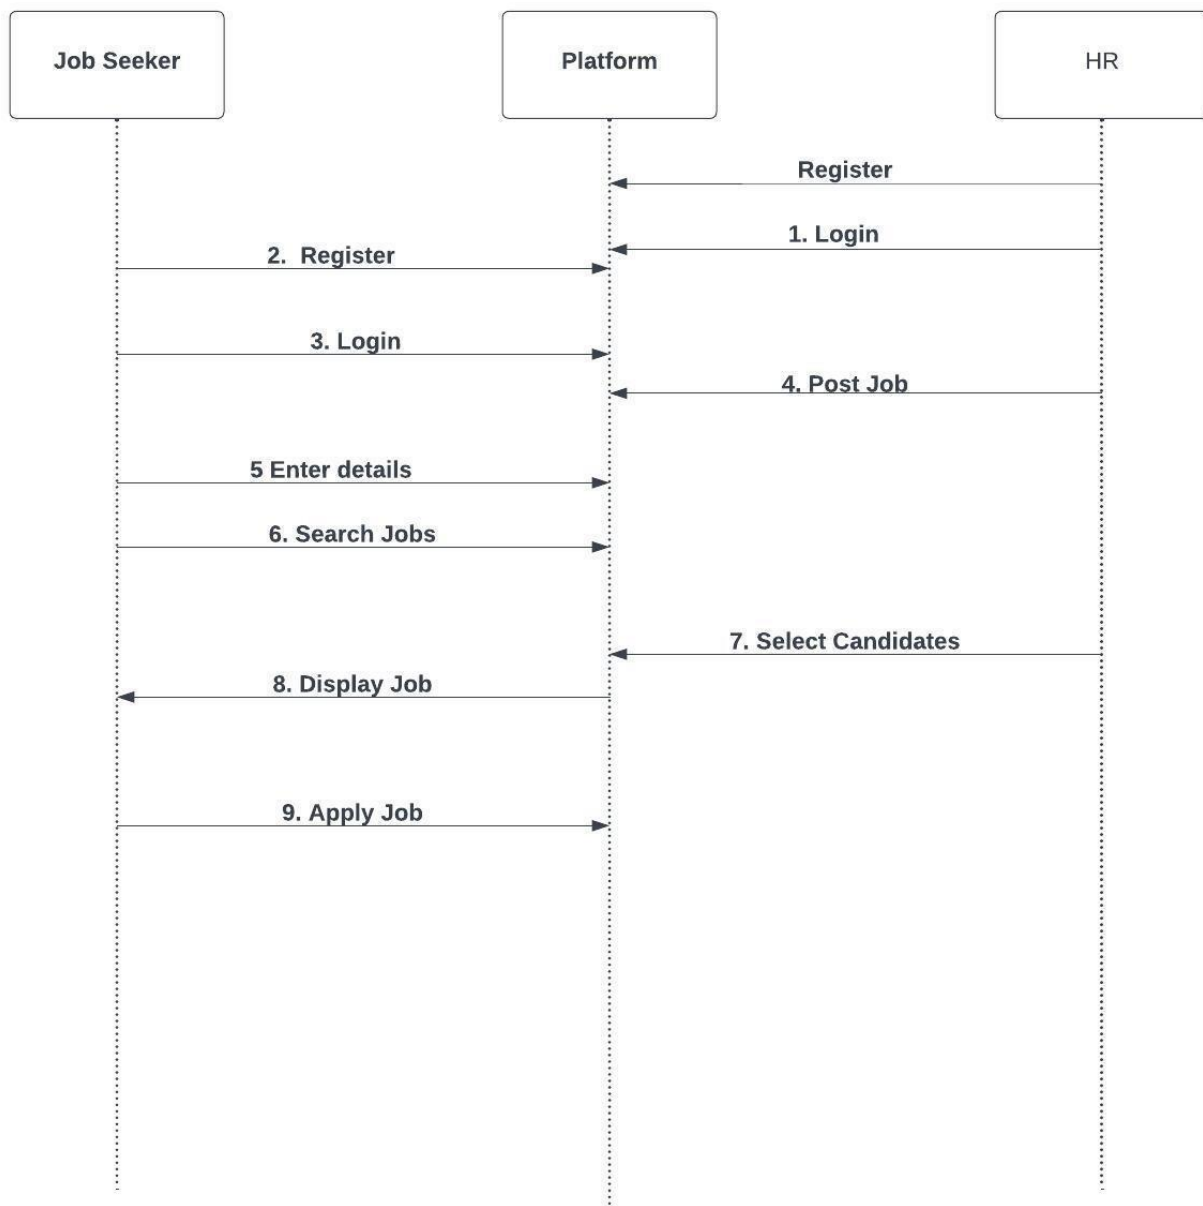 Job Seeker
Platform
HR
Register
1. Login
2.  Register
3. Login
4. Post Job
5 Enter details
6. Search Jobs
7. Select Candidates
8. Display Job
9. Apply Job